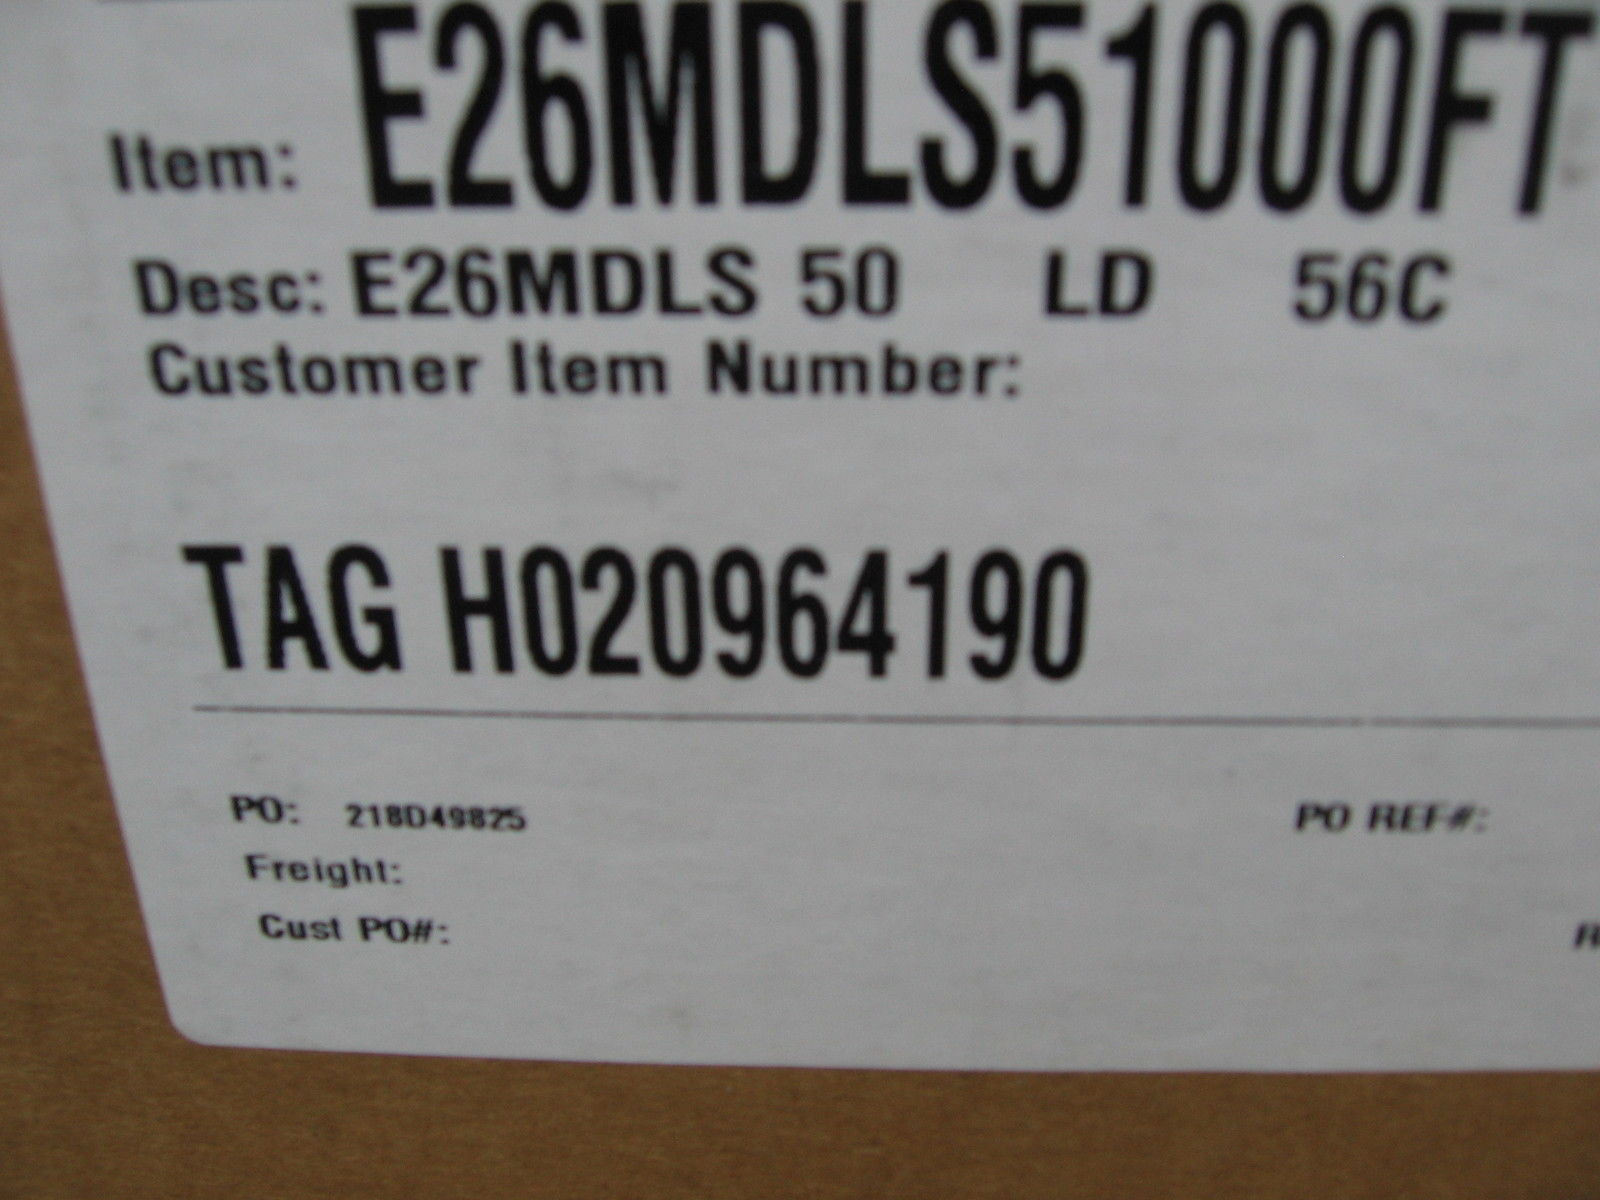 Item: E26MDLS51000FT
Desc: E26MDLS 50 LD 56C
Customer Item Number:
TAG H020964190
PO: 218D49825 PO REF#:
Freight:
Cust PO#: